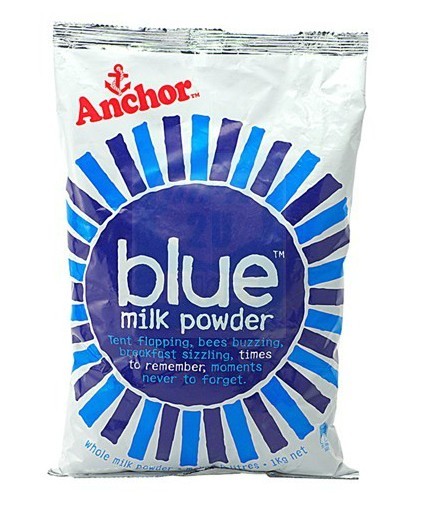 Anchor™
blue™
milk powder
Tent flapping, bees buzzing,
breakfast sizzling, times
to remember, moments
never to forget.
whole milk powder • litres • 1kg net